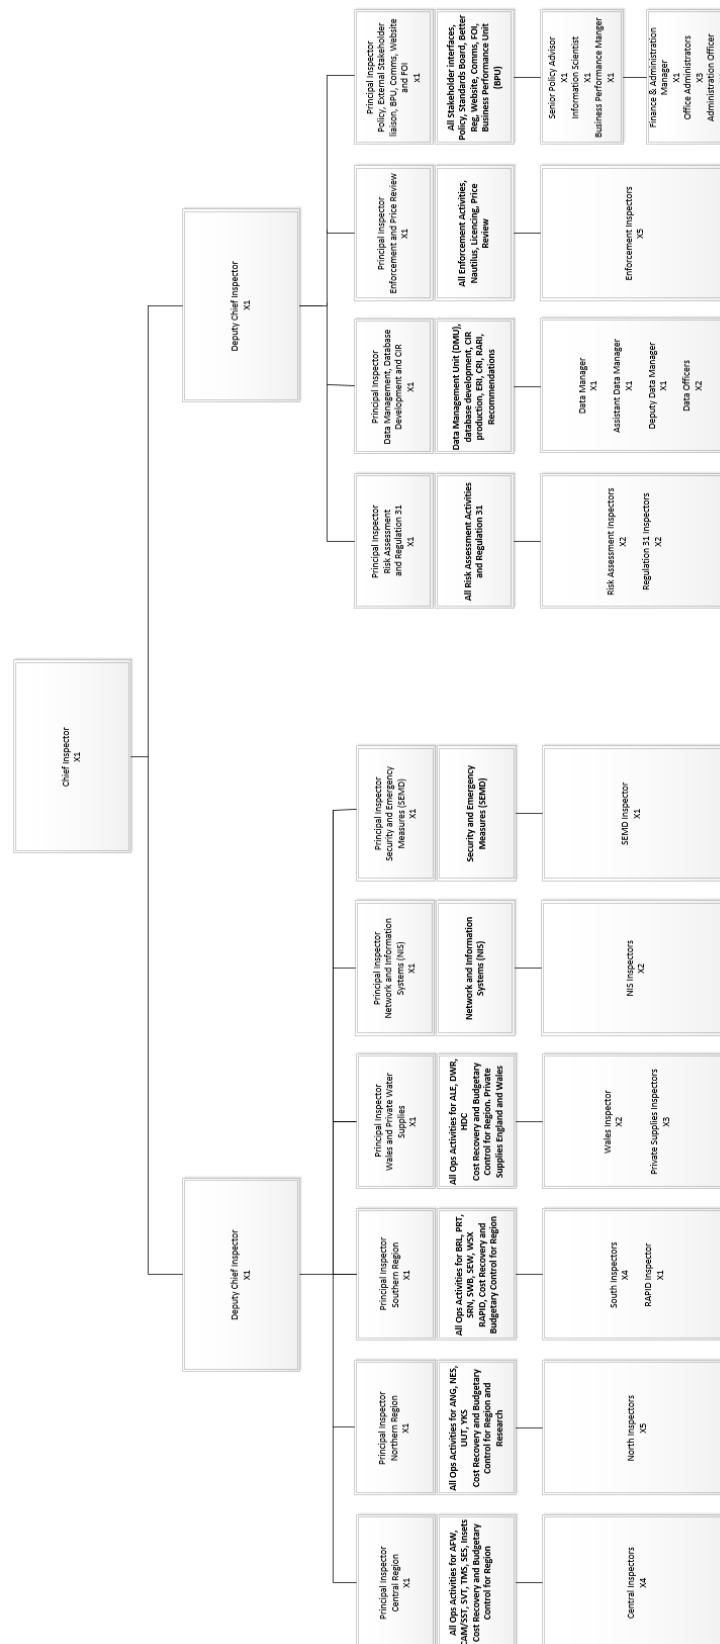 Chief Inspector
X1
Deputy Chief Inspector
X1
Deputy Chief Inspector
X1
Principal Inspector
Central Region
X1
All Ops Activities for AFW,
CAM/SST, SVT, TMS, SES, Insets
Cost Recovery and Budgetary
Control for Region
Central Inspectors
X4
Principal Inspector
Northern Region
X1
All Ops Activities for ANG, NES,
UUT, YKS
Cost Recovery and Budgetary
Control for Region and
Research
North Inspectors
X5
Principal Inspector
Southern Region
X1
All Ops Activities for BRL, PRT,
SRN, SWB, SEW, WSX
RAPID, Cost Recovery and
Budgetary Control for Region
South Inspectors
X4
RAPID Inspector
X1
Principal Inspector
Wales and Private Water
Supplies
X1
All Ops Activities for ALE, DWR,
HDC
Cost Recovery and Budgetary
Control for Region. Private
Supplies England and Wales
Wales Inspector
X2
Private Supplies Inspectors
X3
Principal Inspector
Network and Information
Systems (NIS)
X1
Network and Information
Systems (NIS)
NIS Inspectors
X2
Principal Inspector
Security and Emergency
Measures (SEMD)
X1
Security and Emergency
Measures (SEMD)
SEMD Inspector
X1
Principal Inspector
Risk Assessment
and Regulation 31
X1
All Risk Assessment Activities
and Regulation 31
Risk Assessment Inspectors
X2
Regulation 31 Inspectors
X2
Principal Inspector
Data Management, Database
Development and CIR
X1
Data Management Unit (DMU),
database development, CIR
production, ERI, CRI, RARI,
Recommendations
Data Manager
X1
Assistant Data Manager
X1
Deputy Data Manager
X1
Data Officers
X2
Principal Inspector
Enforcement and Price Review
X1
All Enforcement Activities,
Nautilus, Licencing, Price
Review
Enforcement Inspectors
X5
Principal Inspector
Policy, External Stakeholder
liaison, BPU, Comms, Website
and FOI
X1
All Stakeholder interfaces,
Policy, Standards Board, Better
Reg, Website, Comms, FOI,
Business Performance Unit
(BPU)
Senior Policy Advisor
X1
Information Scientist
X1
Business Performance Manger
X1
Finance & Administration
Manager
X1
Office Administrators
X3
Administration Officer